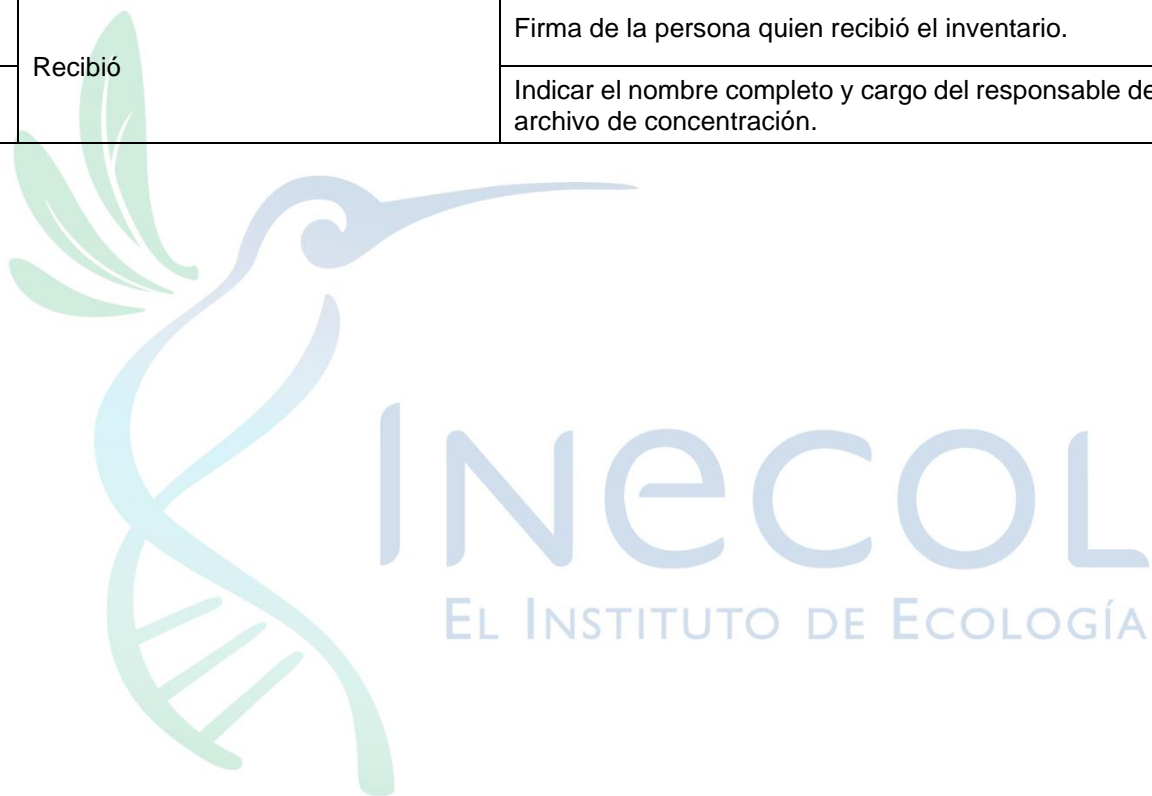 Firma de la persona quien recibió el inventario.
Recibió
Indicar el nombre completo y cargo del responsable de
archivo de concentración.
INECOL
EL INSTITUTO DE ECOLOGÍA